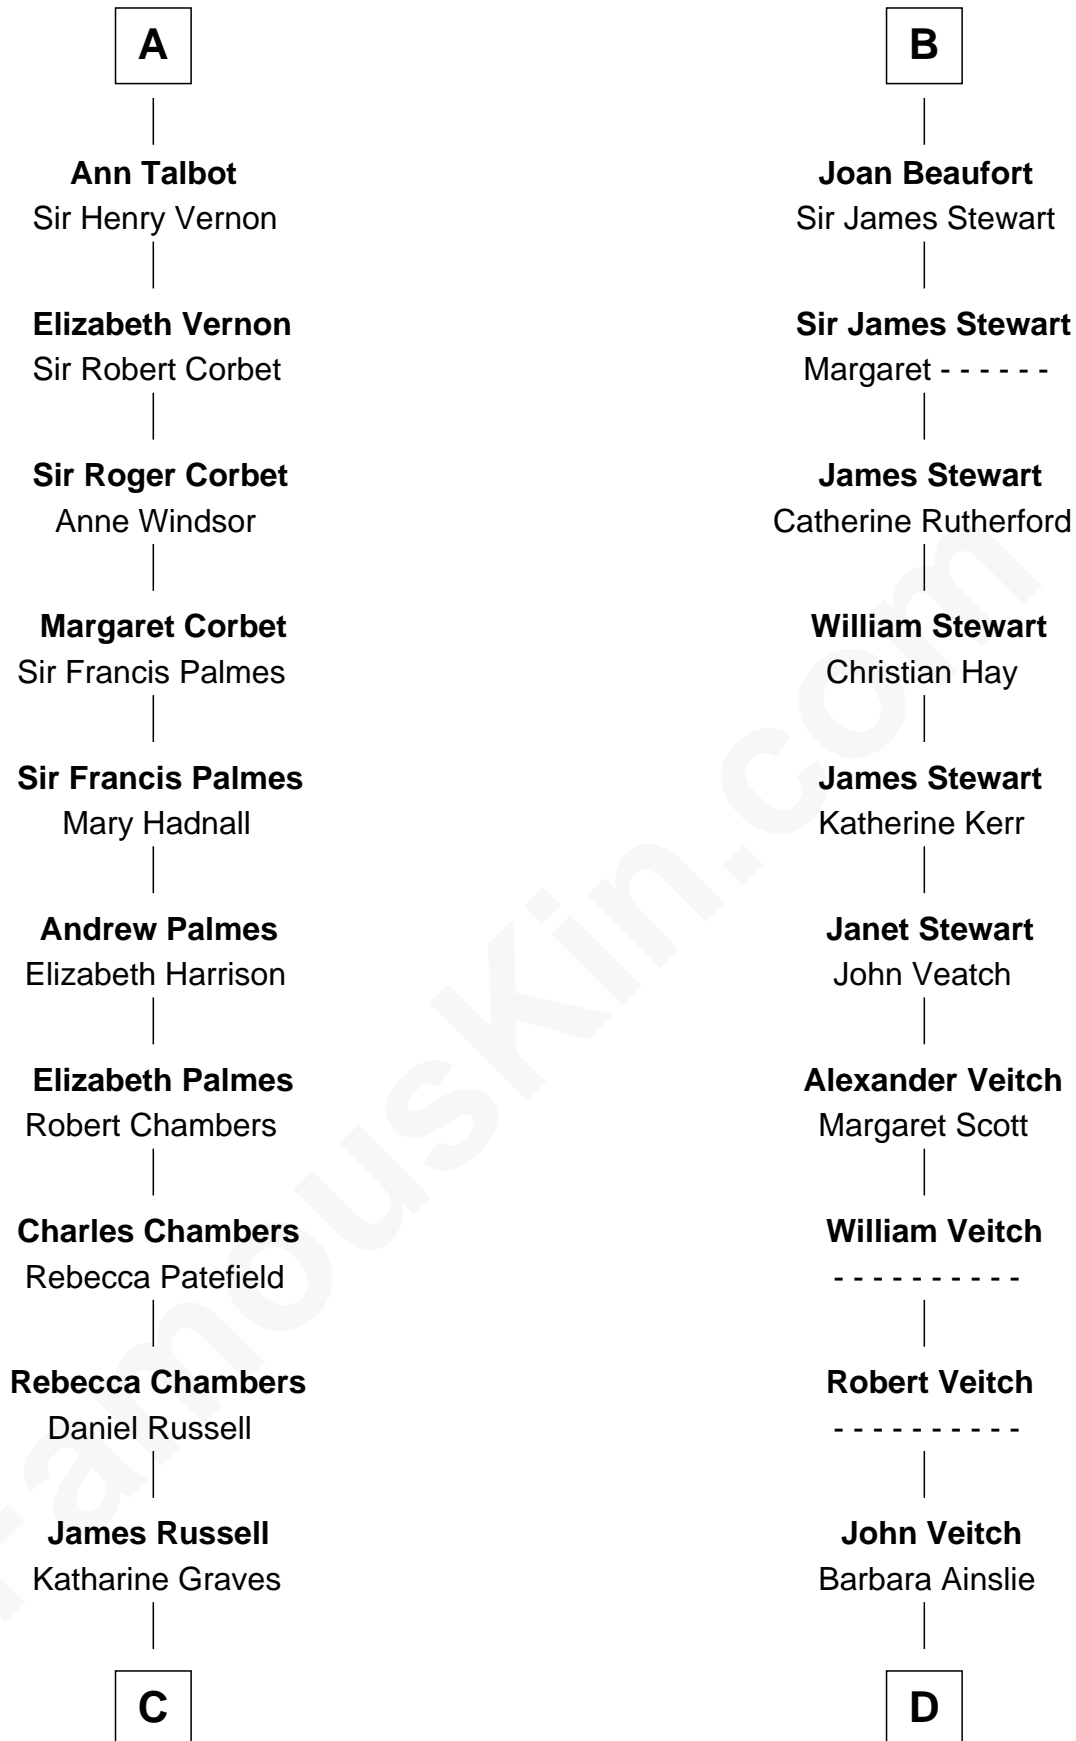 A
Ann Talbot
Sir Henry Vernon
Elizabeth Vernon
Sir Robert Corbet
Sir Roger Corbet
Anne Windsor
Margaret Corbet
Sir Francis Palmes
Sir Francis Palmes
Mary Hadnall
Andrew Palmes
Elizabeth Harrison
Elizabeth Palmes
Robert Chambers
Charles Chambers
Rebecca Patefield
Rebecca Chambers
Daniel Russell
James Russell
Katharine Graves
C
B
Joan Beaufort
Sir James Stewart
Sir James Stewart
Margaret - - - - - -
James Stewart
Catherine Rutherford
William Stewart
Christian Hay
James Stewart
Katherine Kerr
Janet Stewart
John Veatch
Alexander Veitch
Margaret Scott
William Veitch
- - - - - - - - - -
Robert Veitch
- - - - - - - - - -
John Veitch
Barbara Ainslie
D
FamousKin.com